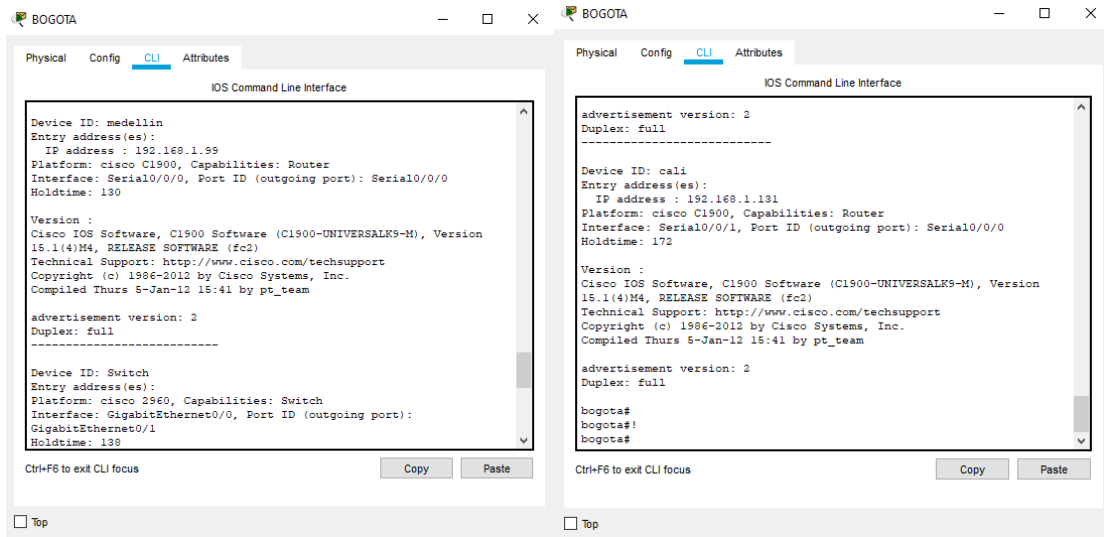 BOGOTA
Physical Config CLI Attributes
IOS Command Line Interface
Device ID: medellin
Entry address(es):
IP address : 192.168.1.99
Platform: cisco C1900, Capabilities: Router
Interface: Serial0/0/0, Port ID (outgoing port): Serial0/0/0
Holdtime: 130
Version :
Cisco IOS Software, C1900 Software (C1900-UNIVERSALK9-M), Version
15.1(4)M4, RELEASE SOFTWARE (fc2)
Technical Support: http://www.cisco.com/techsupport
Copyright (c) 1986-2012 by Cisco Systems, Inc.
Compiled Thurs 5-Jan-12 15:41 by pt_team
advertisement version: 2
Duplex: full
---------------------------
Device ID: Switch
Entry address(es):
Platform: cisco 2960, Capabilities: Switch
Interface: GigabitEthernet0/0, Port ID (outgoing port):
GigabitEthernet0/1
Holdtime: 138
Ctrl+F6 to exit CLI focus
Copy Paste
Top
BOGOTA
Physical Config CLI Attributes
IOS Command Line Interface
advertisement version: 2
Duplex: full
---------------------------
Device ID: cali
Entry address(es):
IP address : 192.168.1.131
Platform: cisco C1900, Capabilities: Router
Interface: Serial0/0/1, Port ID (outgoing port): Serial0/0/0
Holdtime: 172
Version :
Cisco IOS Software, C1900 Software (C1900-UNIVERSALK9-M), Version
15.1(4)M4, RELEASE SOFTWARE (fc2)
Technical Support: http://www.cisco.com/techsupport
Copyright (c) 1986-2012 by Cisco Systems, Inc.
Compiled Thurs 5-Jan-12 15:41 by pt_team
advertisement version: 2
Duplex: full
bogota#
bogota#!
bogota#
Ctrl+F6 to exit CLI focus
Copy Paste
Top